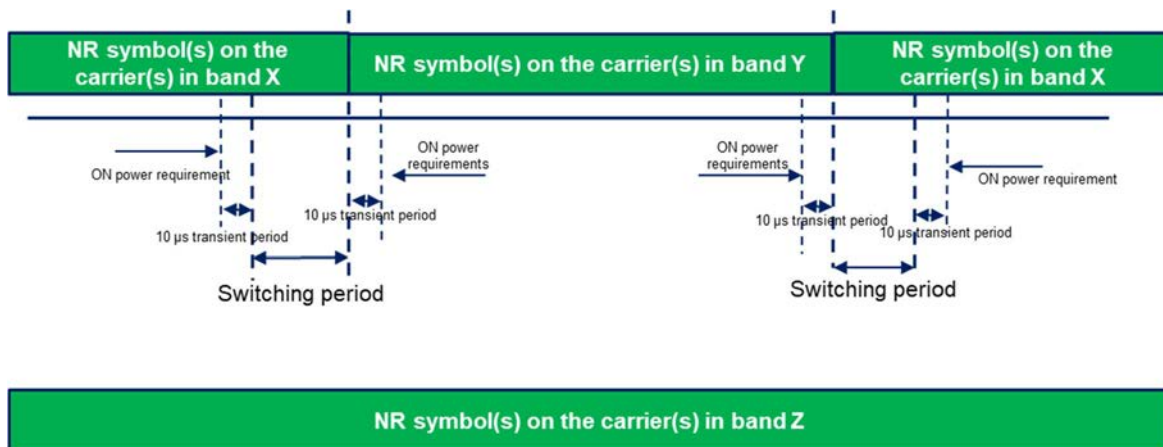 NR symbol(s) on the
carrier(s) in band X
NR symbol(s) on the carrier(s) in band Y
NR symbol(s) on the
carrier(s) in band X
ON power requirement
ON power
requirements
ON power
requirements
ON power requirement
10 µs transient period
10 µs transient period
10 µs transient period
10 µs transient period
Switching period
Switching period
NR symbol(s) on the carrier(s) in band Z